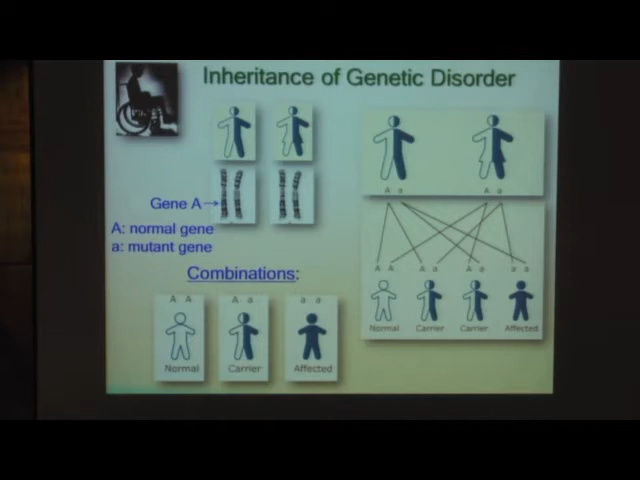 Inheritance of Genetic Disorder
Gene A
A: normal gene
a: mutant gene
Combinations:
A A
A a
a a
Normal
Carrier
Affected
A a
A a
A A
A a
A a
a a
Normal
Carrier
Carrier
Affected